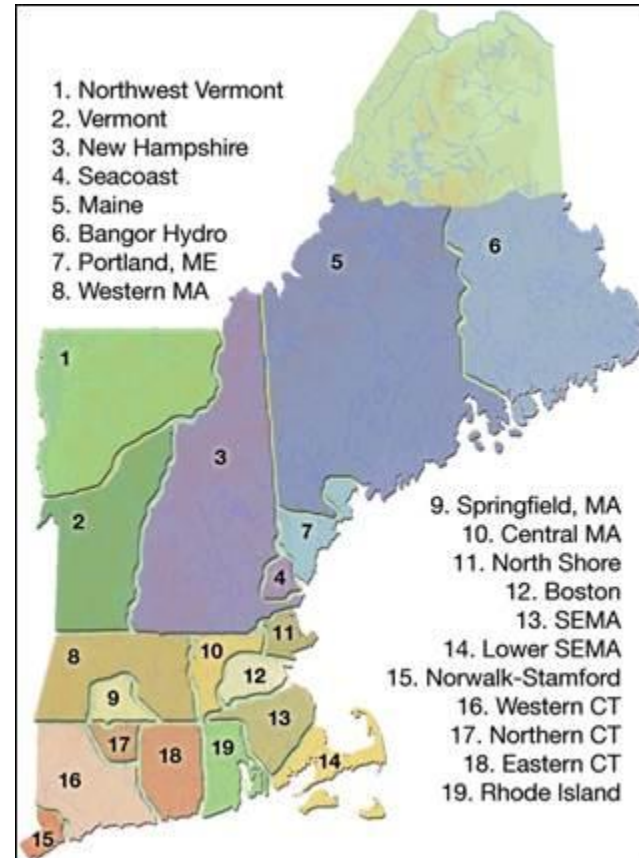 1. Northwest Vermont
2. Vermont
3. New Hampshire
4. Seacoast
5. Maine
6. Bangor Hydro
7. Portland, ME
8. Western MA
6
5
1
3
2
7
4
9. Springfield, MA
10. Central MA
11. North Shore
12. Boston
13. SEMA
14. Lower SEMA
15. Norwalk-Stamford
16. Western CT
17. Northern CT
18. Eastern CT
19. Rhode Island
11
8
10
12
9
13
17
18
19
14
16
15